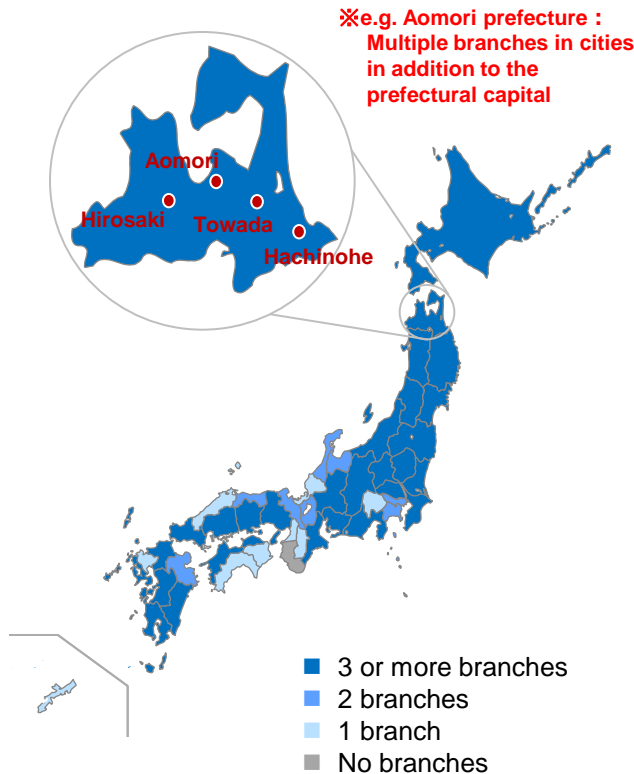 ※e.g. Aomori prefecture :
Multiple branches in cities
in addition to the
prefectural capital
Aomori
Hirosaki
Towada
Hachinohe
3 or more branches
2 branches
1 branch
No branches